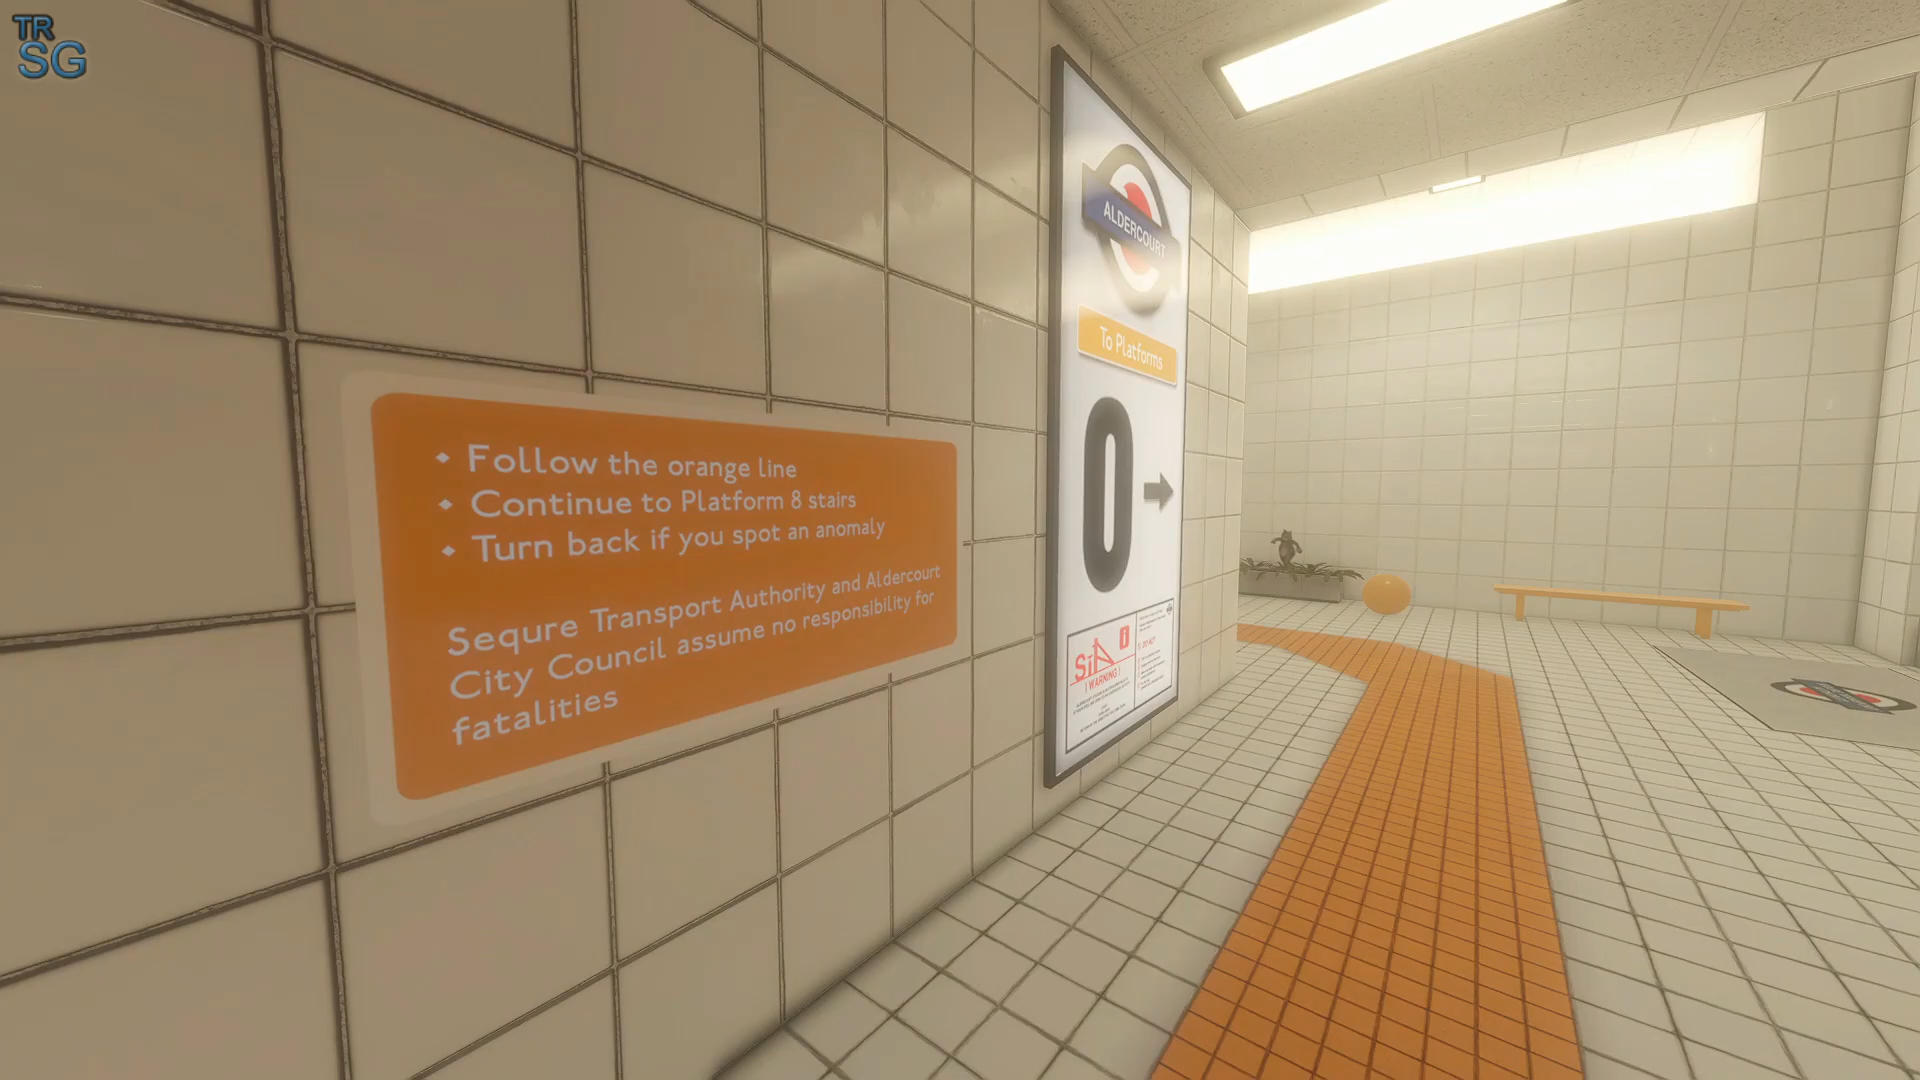 TR
SG
• Follow the orange line
• Continue to Platform 8 stairs
• Turn back if you spot an anomaly
Sequre Transport Authority and Aldercourt
City Council assume no responsibility for
fatalities
ALDERCOURT
To Platforms
0
! WARNING !